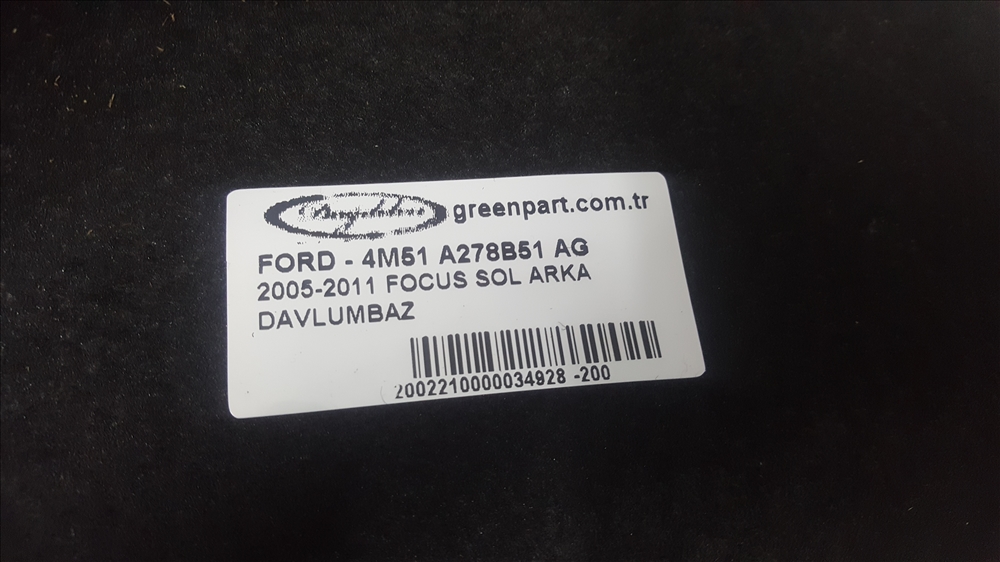 greenpart.com.tr
FORD - 4M51 A278B51 AG
2005-2011 FOCUS SOL ARKA
DAVLUMBAZ
2002210000034928 -200